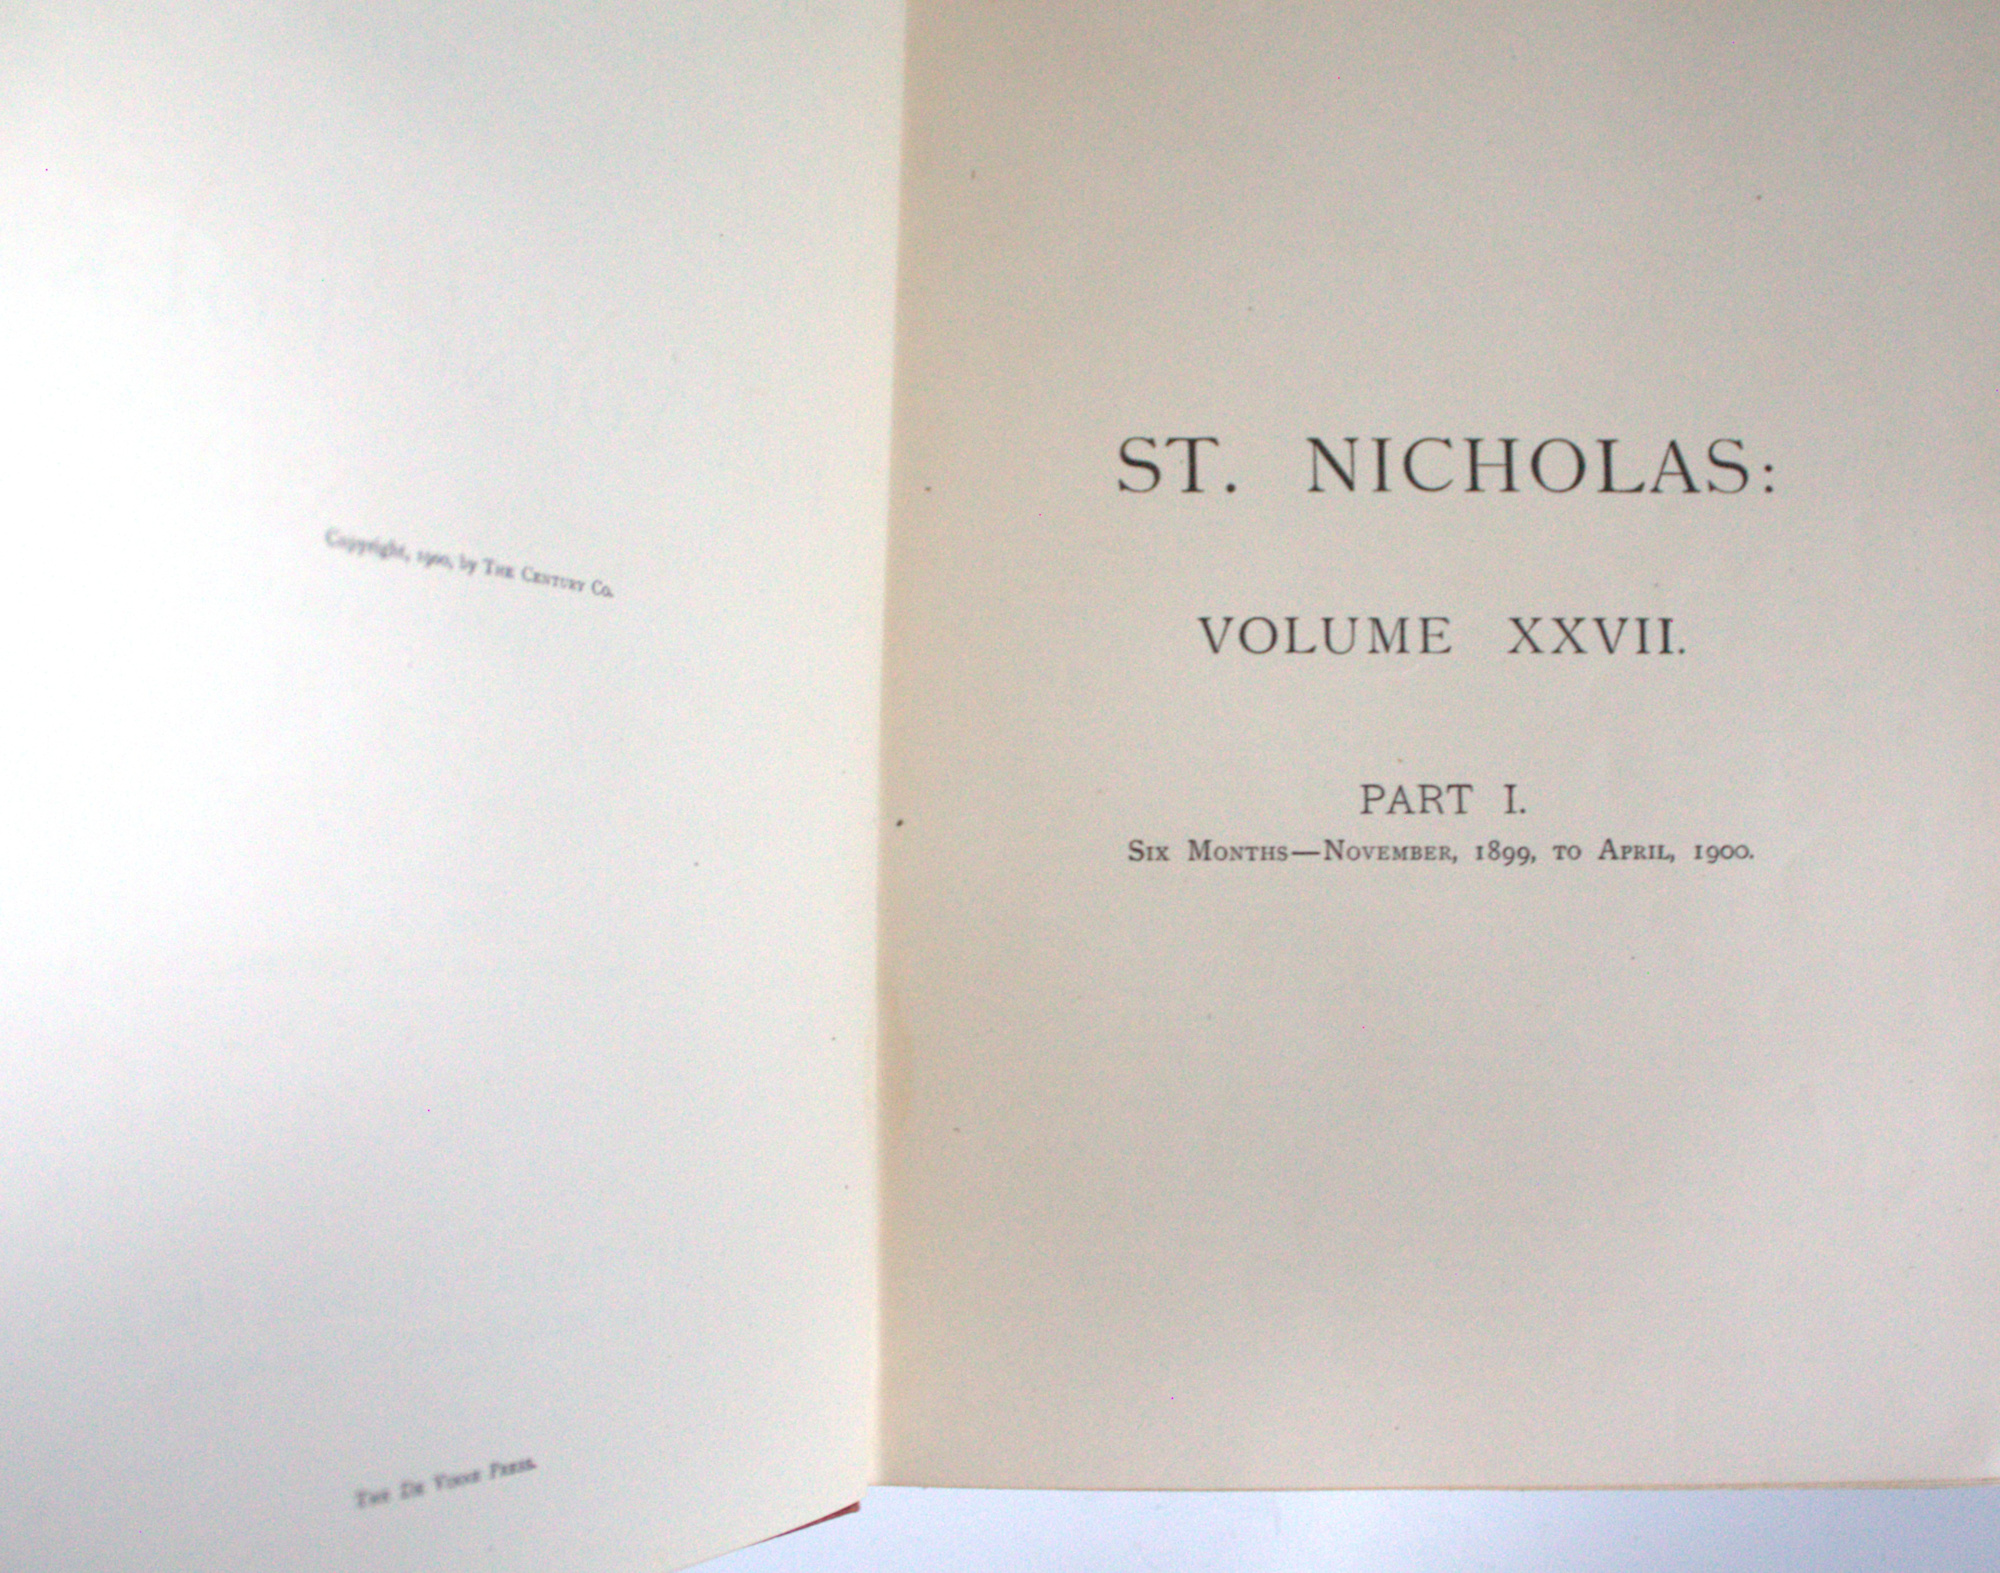 Copyright, 1900, by THE CENTURY CO.
THE DE VINNE PRESS.
ST. NICHOLAS:
VOLUME XXVII.
PART I.
SIX MONTHS—NOVEMBER, 1899, TO APRIL, 1900.